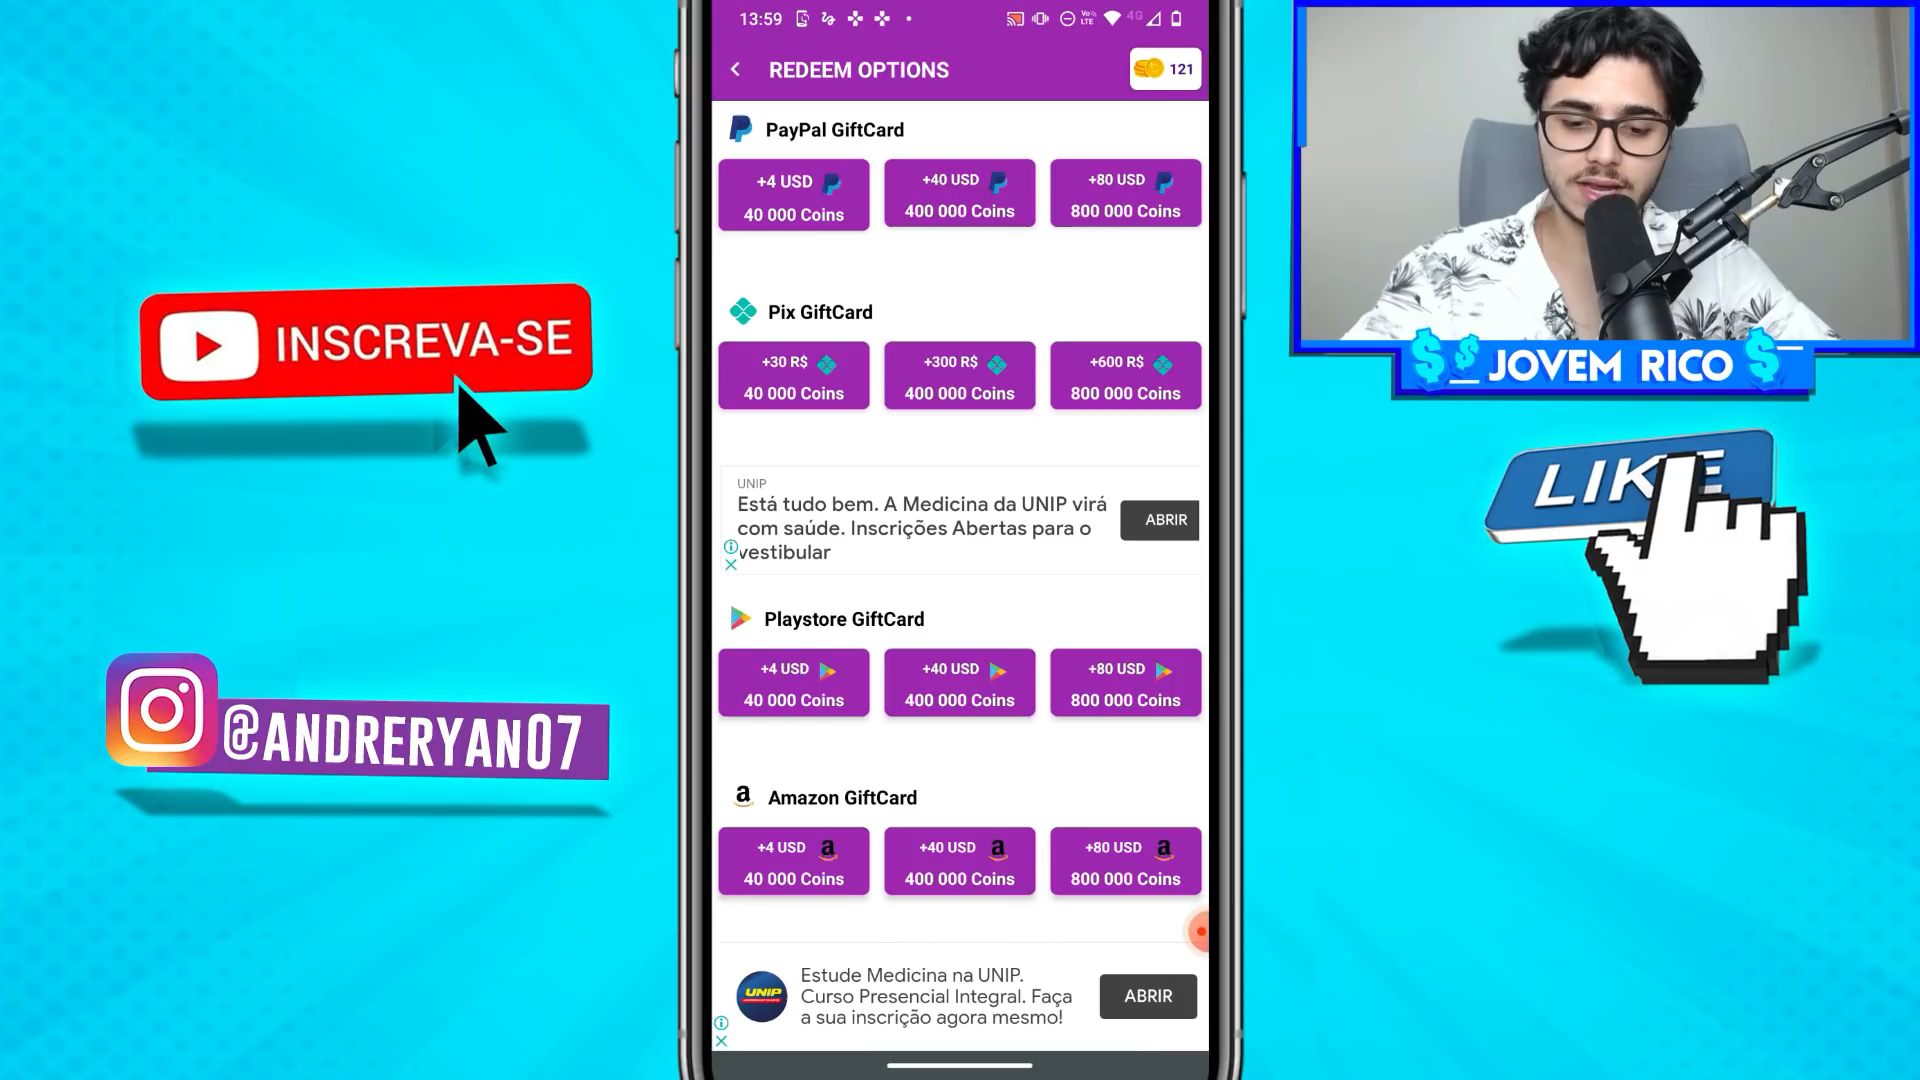 13:59
Vo))
LTE
4G
REDEEM OPTIONS
121
PayPal GiftCard
+4 USD
40 000 Coins
+40 USD
400 000 Coins
+80 USD
800 000 Coins
Pix GiftCard
+30 R$
40 000 Coins
+300 R$
400 000 Coins
+600 R$
800 000 Coins
UNIP
Está tudo bem. A Medicina da UNIP virá
com saúde. Inscrições Abertas para o
vestibular
ABRIR
Playstore GiftCard
+4 USD
40 000 Coins
+40 USD
400 000 Coins
+80 USD
800 000 Coins
Amazon GiftCard
+4 USD
40 000 Coins
+40 USD
400 000 Coins
+80 USD
800 000 Coins
UNIP
Estude Medicina na UNIP.
Curso Presencial Integral. Faça
a sua inscrição agora mesmo!
ABRIR
INSCREVA-SE
@ANDRERYAN07
JOVEM RICO
LIKE